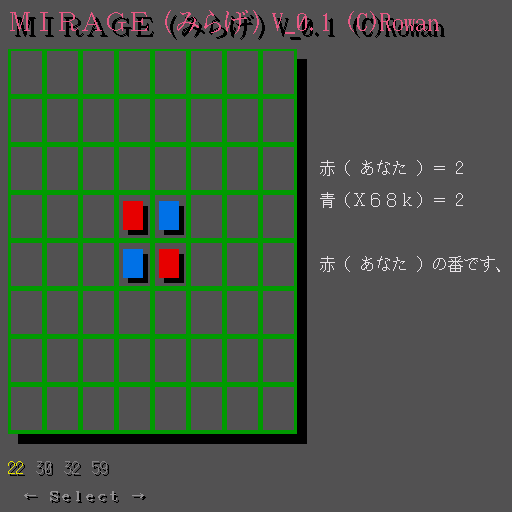 ＭＩＲＡＧＥ（みらげ）V_0.1 (C)Rowan
赤（ あなた ）＝ 2
青（Ｘ６８ｋ）＝ 2
赤（ あなた ）の番です、
22 30 32 59
← Select →